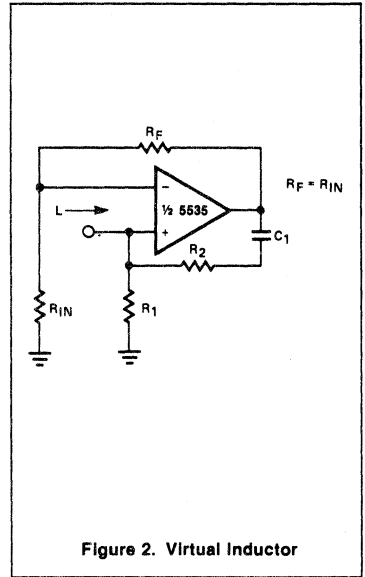 RF
RF = RIN
L
−
½ 5535
+
R2
C1
RIN
R1
Figure 2. Virtual Inductor